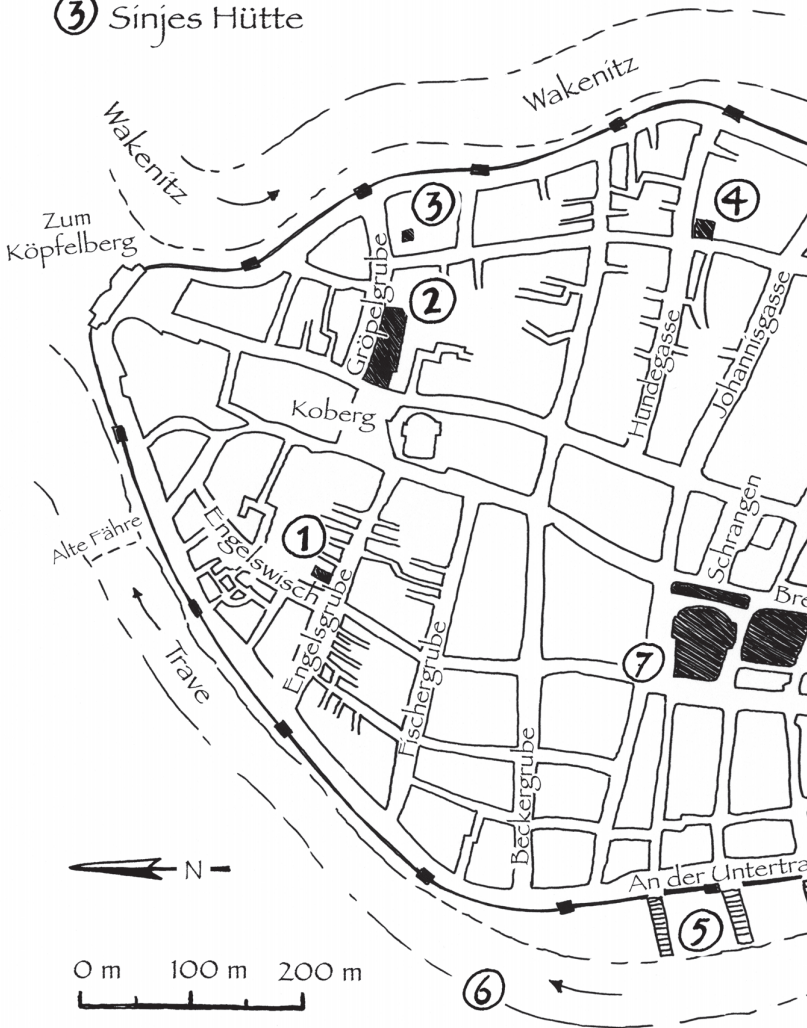 3 Sinjes Hütte
Wakenitz
Wakenitz
Zum
Köpfelberg
3
4
2
Gröpelgrube
Koberg
Hundegasse
Johannisgasse
Schrangen
Alte Fähre
Engelswisch
1
Engelsgrube
Fischergrube
Beckergrube
Trave
7
N
An der Untertra
5
6
0 m 100 m 200 m